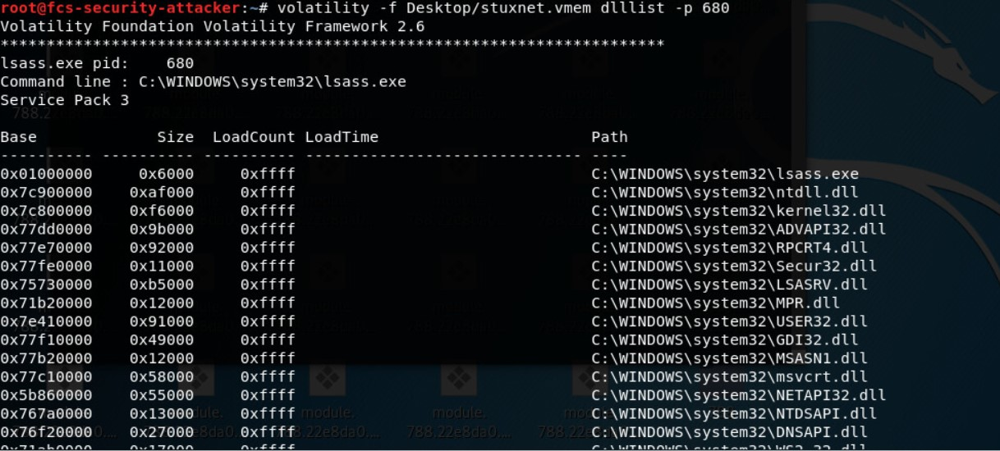 root@fcs-security-attacker:~# volatility -f Desktop/stuxnet.vmem dlllist -p 680
Volatility Foundation Volatility Framework 2.6
************************************************************************
lsass.exe pid:    680
Command line : C:\WINDOWS\system32\lsass.exe
Service Pack 3
Base             Size  LoadCount LoadTime                       Path
---------- ---------- ---------- ------------------------------ ----
0x01000000     0x6000     0xffff                                C:\WINDOWS\system32\lsass.exe
0x7c900000    0xaf000     0xffff                                C:\WINDOWS\system32\ntdll.dll
0x7c800000    0xf6000     0xffff                                C:\WINDOWS\system32\kernel32.dll
0x77dd0000    0x9b000     0xffff                                C:\WINDOWS\system32\ADVAPI32.dll
0x77e70000    0x92000     0xffff                                C:\WINDOWS\system32\RPCRT4.dll
0x77fe0000    0x11000     0xffff                                C:\WINDOWS\system32\Secur32.dll
0x75730000    0xb5000     0xffff                                C:\WINDOWS\system32\LSASRV.dll
0x71b20000    0x12000     0xffff                                C:\WINDOWS\system32\MPR.dll
0x7e410000    0x91000     0xffff                                C:\WINDOWS\system32\USER32.dll
0x77f10000    0x49000     0xffff                                C:\WINDOWS\system32\GDI32.dll
0x77b20000    0x12000     0xffff                                C:\WINDOWS\system32\MSASN1.dll
0x77c10000    0x58000     0xffff                                C:\WINDOWS\system32\msvcrt.dll
0x5b860000    0x55000     0xffff                                C:\WINDOWS\system32\NETAPI32.dll
0x767a0000    0x13000     0xffff                                C:\WINDOWS\system32\NTDSAPI.dll
0x76f20000    0x27000     0xffff                                C:\WINDOWS\system32\DNSAPI.dll
0x71ab0000    0x17000     0xffff                                C:\WINDOWS\system32\WS2_32.dll